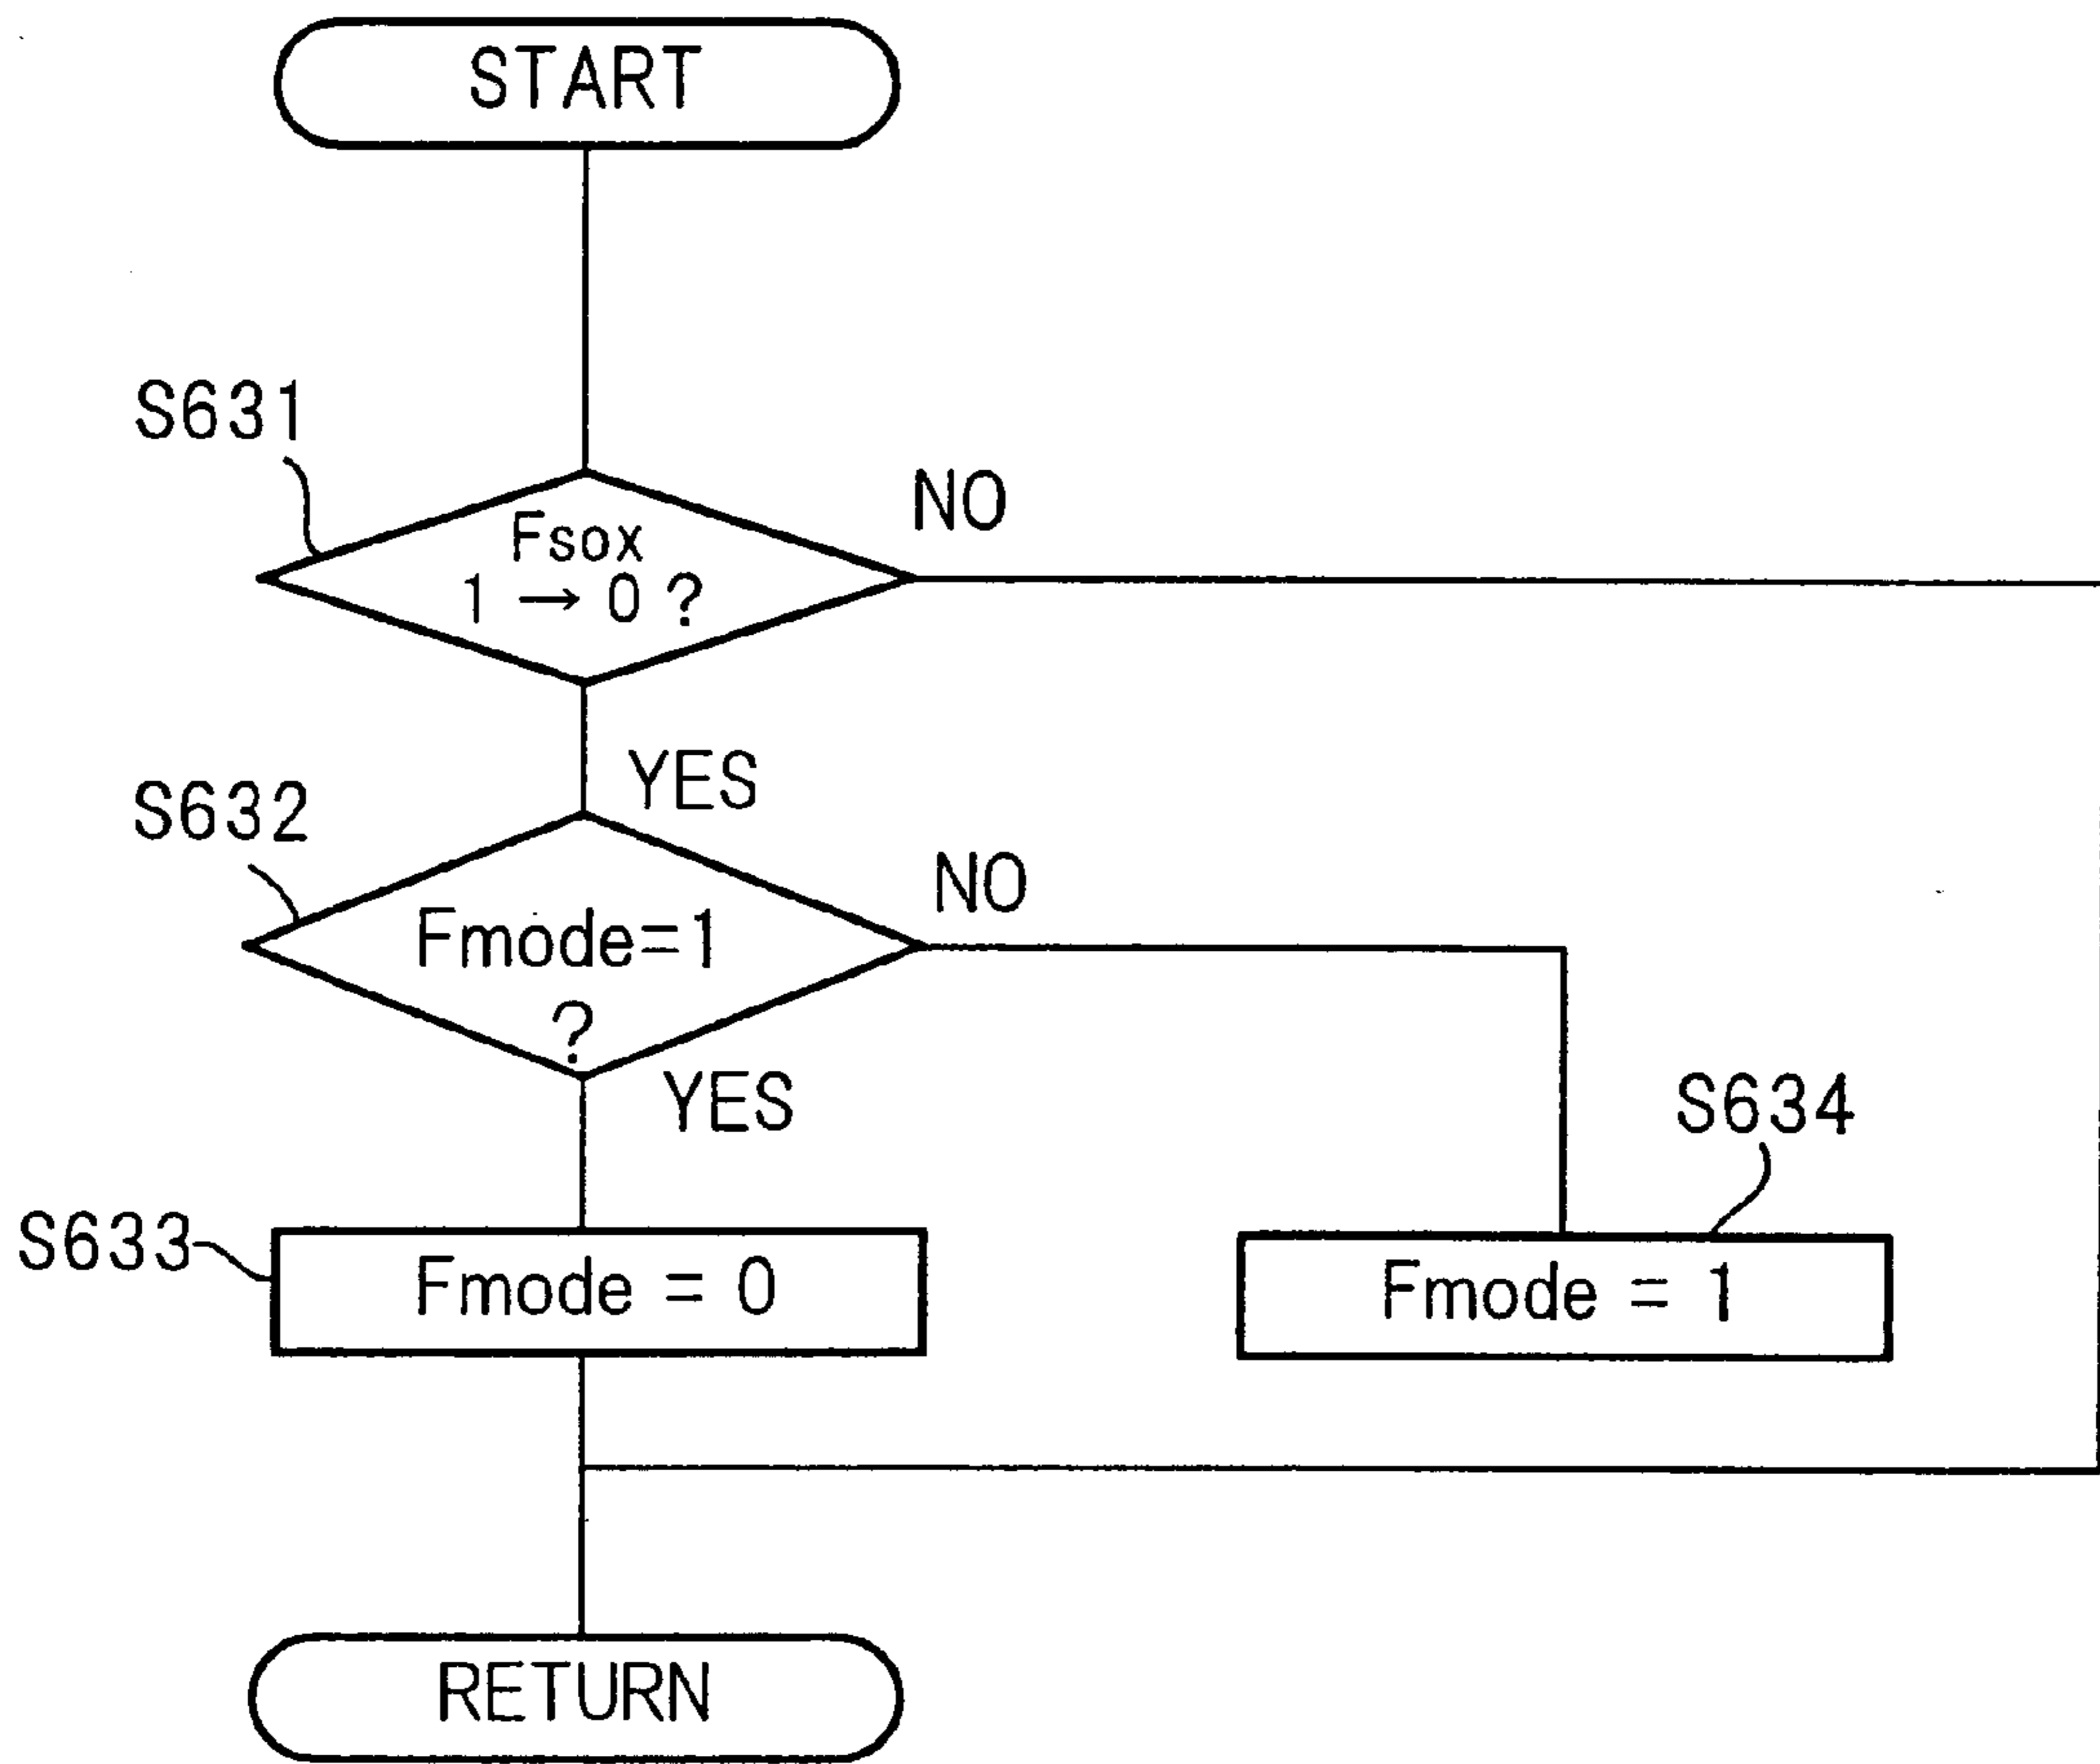 START
S631
Fsox
1 → 0 ?
NO
YES
S632
Fmode=1
?
NO
YES
S633
Fmode = 0
S634
Fmode = 1
RETURN